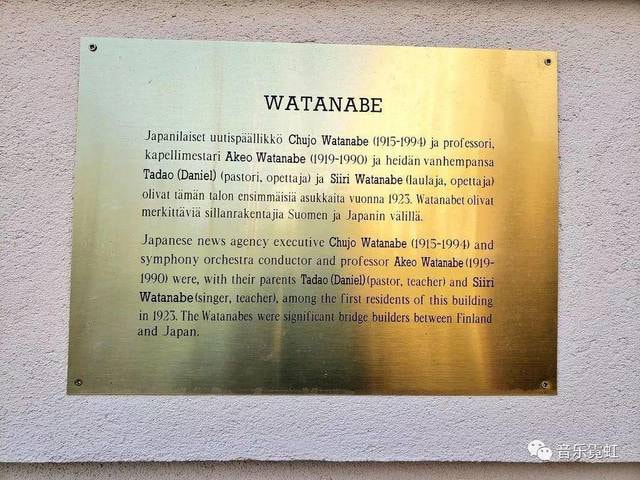 WATANABE
Japanilaiset uutispäällikkö Chujo Watanabe (1915-1994) ja professori,
kapellimestari Akeo Watanabe (1919-1990) ja heidän vanhempansa
Tadao (Daniel) (pastori, opettaja) ja Siiri Watanabe (laulaja, opettaja)
olivat tämän talon ensimmäisiä asukkaita vuonna 1923. Watanabet olivat
merkittäviä sillanrakentajia Suomen ja Japanin välillä.
Japanese news agency executive Chujo Watanabe (1915-1994) and
symphony orchestra conductor and professor Akeo Watanabe (1919-
1990) were, with their parents Tadao (Daniel) (pastor, teacher) and Siiri
Watanabe (singer, teacher), among the first residents of this building
in 1923. The Watanabes were significant bridge builders between Finland
and Japan.
音乐霓虹